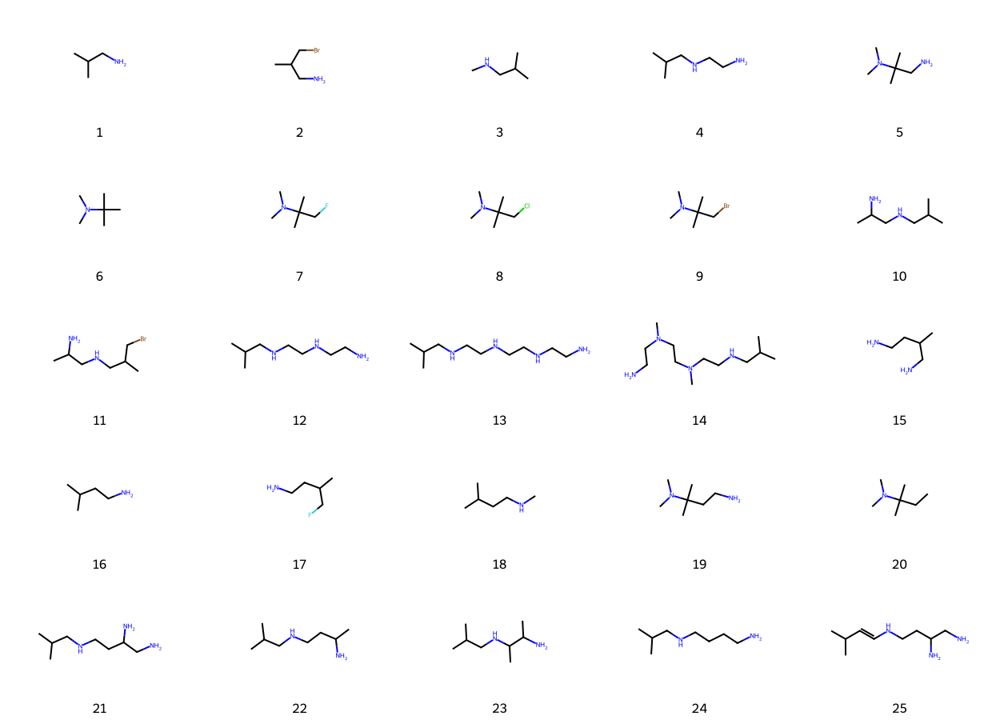 NH₂
Br
NH₂
H
N
N
H
NH₂
N
NH₂
1
2
3
4
5
N
N
F
N
Cl
N
Br
NH₂
H
N
6
7
8
9
10
NH₂
H
N
Br
N
H
H
N
NH₂
N
H
H
N
N
H
NH₂
N
H₂N
N
H
N
H₂N
H₂N
11
12
13
14
15
NH₂
H₂N
F
N
H
N
NH₂
N
16
17
18
19
20
N
H
NH₂
NH₂
H
N
NH₂
H
N
NH₂
N
H
NH₂
H
N
NH₂
NH₂
21
22
23
24
25